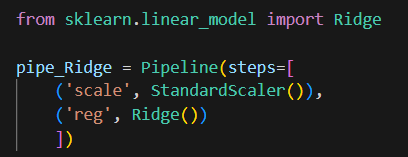 from sklearn.linear_model import Ridge
pipe_Ridge = Pipeline(steps=[
('scale', StandardScaler()),
('reg', Ridge())
])